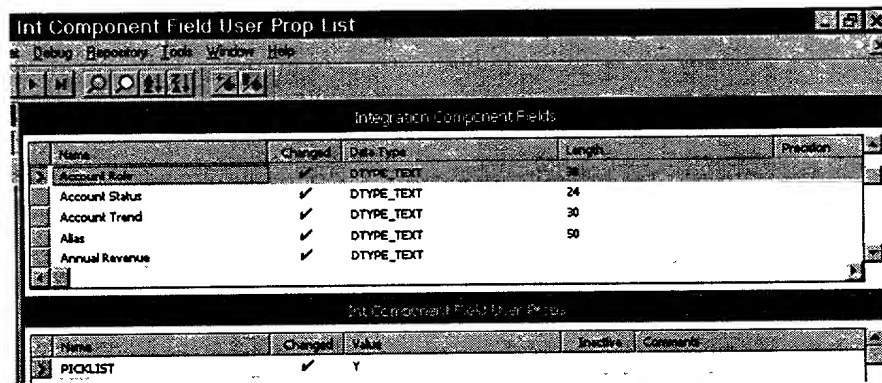 Int Component Field User Prop List
Debug Repository Tools Window Help
Integration Component Fields
Name Changed Data Type Length Precision
Account Role ✓ DTYPE_TEXT 30
Account Status ✓ DTYPE_TEXT 24
Account Trend ✓ DTYPE_TEXT 30
Alias ✓ DTYPE_TEXT 50
Annual Revenue ✓ DTYPE_TEXT
Int Component Field User Props
Name Changed Value Inactive Comments
PICKLIST ✓ Y